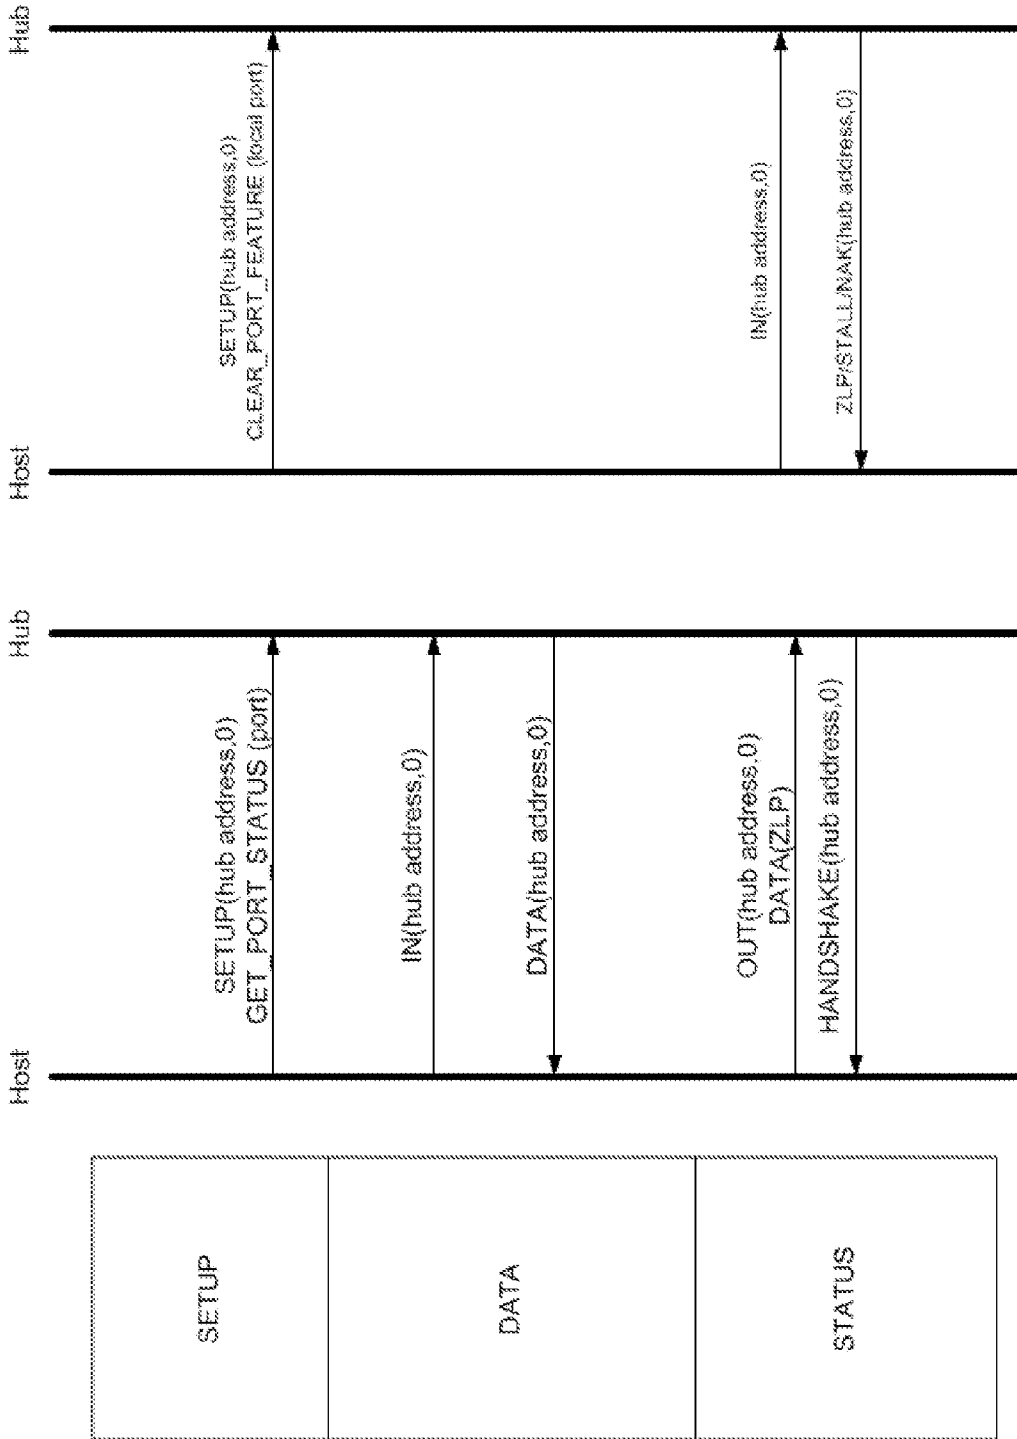 SETUP
DATA
STATUS
Host
Hub
SETUP(hub address,0)
GET_PORT_STATUS (port)
IN(hub address,0)
DATA(hub address,0)
OUT(hub address,0)
DATA(ZLP)
HANDSHAKE(hub address,0)
Host
Hub
SETUP(hub address,0)
CLEAR_PORT_FEATURE (local port)
IN(hub address,0)
ZLP/STALL/NAK(hub address,0)